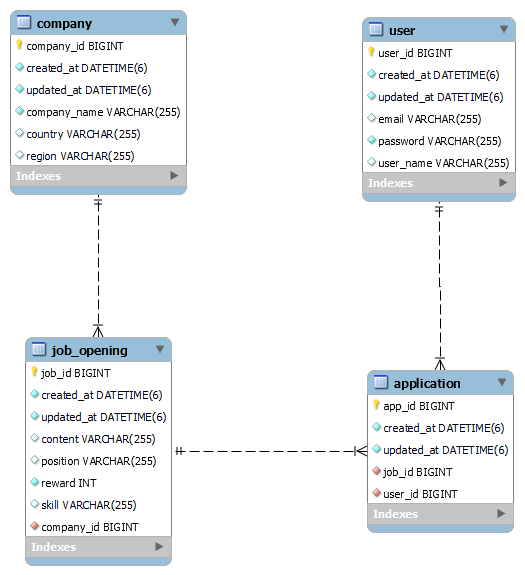 company
company_id BIGINT
created_at DATETIME(6)
updated_at DATETIME(6)
company_name VARCHAR(255)
country VARCHAR(255)
region VARCHAR(255)
Indexes
user
user_id BIGINT
created_at DATETIME(6)
updated_at DATETIME(6)
email VARCHAR(255)
password VARCHAR(255)
user_name VARCHAR(255)
Indexes
job_opening
job_id BIGINT
created_at DATETIME(6)
updated_at DATETIME(6)
content VARCHAR(255)
position VARCHAR(255)
reward INT
skill VARCHAR(255)
company_id BIGINT
Indexes
application
app_id BIGINT
created_at DATETIME(6)
updated_at DATETIME(6)
job_id BIGINT
user_id BIGINT
Indexes